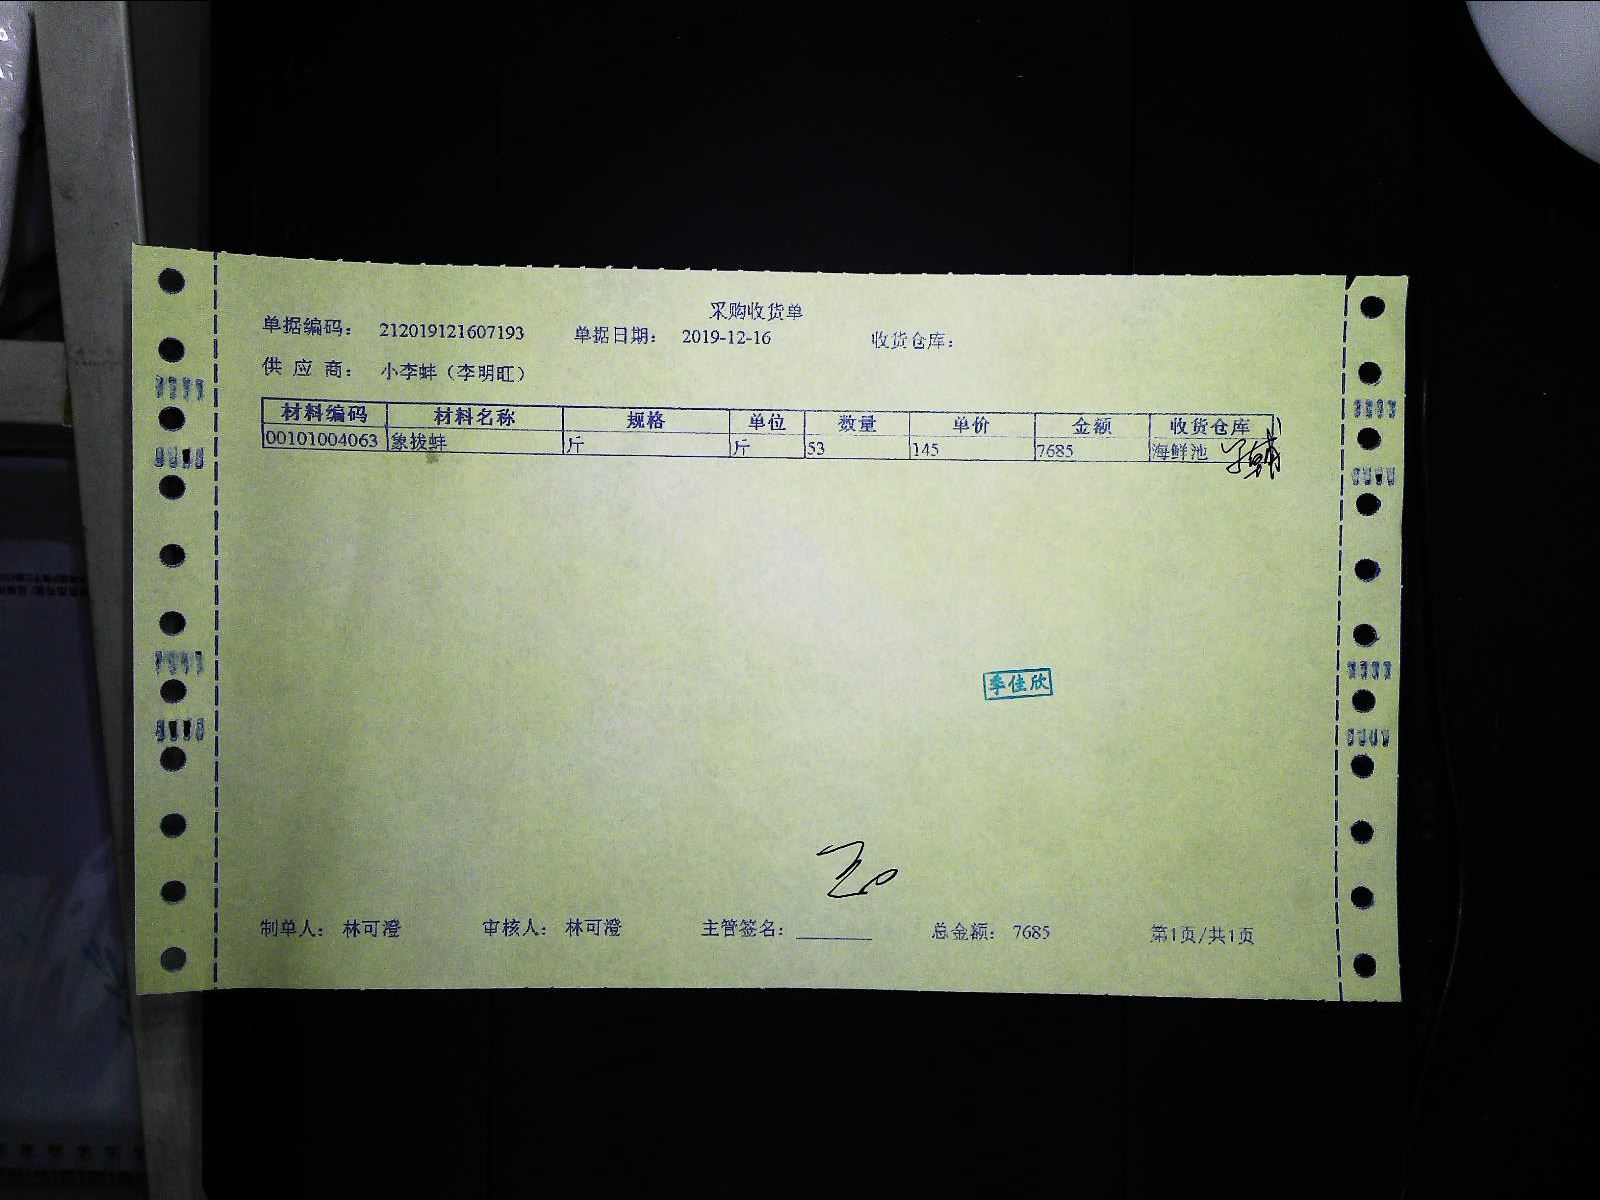 采购收货单
单据编码： 212019121607193 单据日期： 2019-12-16 收货仓库：
供 应 商： 小李蚌（李明旺）
材料编码 材料名称 规格 单位 数量 单价 金额 收货仓库
00101004063 象拔蚌 斤 斤 53 145 7685 海鲜池
李佳欣
制单人： 林可澄 审核人： 林可澄 主管签名： 总金额： 7685 第1页/共1页